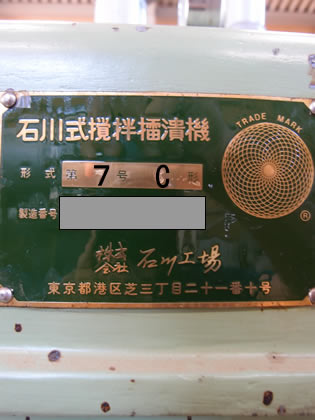 石川式撹拌擂潰機
TRADE MARK
®
形式第7号C形
製造番号
株式会社石川工場
東京都港区芝三丁目二十一番十号